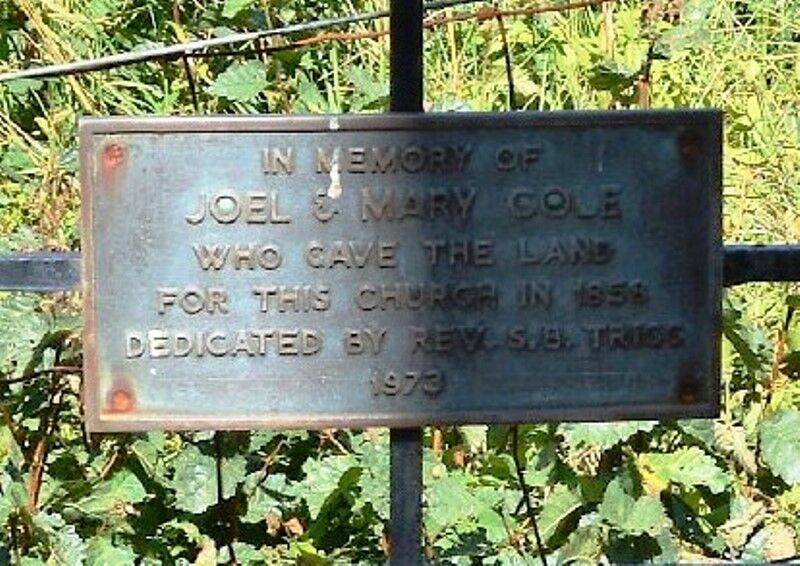 IN MEMORY OF
JOEL & MARY COLE
WHO GAVE THE LAND
FOR THIS CHURCH IN 1858
DEDICATED BY REV. S.B. TRIGG
1973